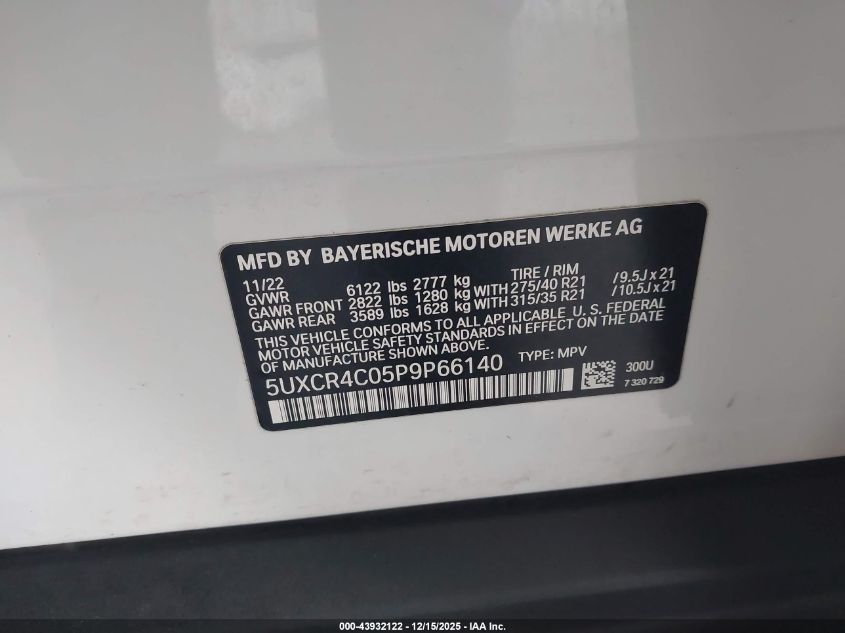 MFD BY BAYERISCHE MOTOREN WERKE AG
11/22 TIRE / RIM
GVWR 6122 lbs 2777 kg
GAWR FRONT 2822 lbs 1280 kg WITH 275/40 R21 /9.5J x 21
GAWR REAR 3589 lbs 1628 kg WITH 315/35 R21 /10.5J x 21
THIS VEHICLE CONFORMS TO ALL APPLICABLE U. S. FEDERAL
MOTOR VEHICLE SAFETY STANDARDS IN EFFECT ON THE DATE
OF MANUFACTURE SHOWN ABOVE.
5UXCR4C05P9P66140 TYPE: MPV
300U
7 320 729
000-43932122 - 12/15/2025 - IAA Inc.